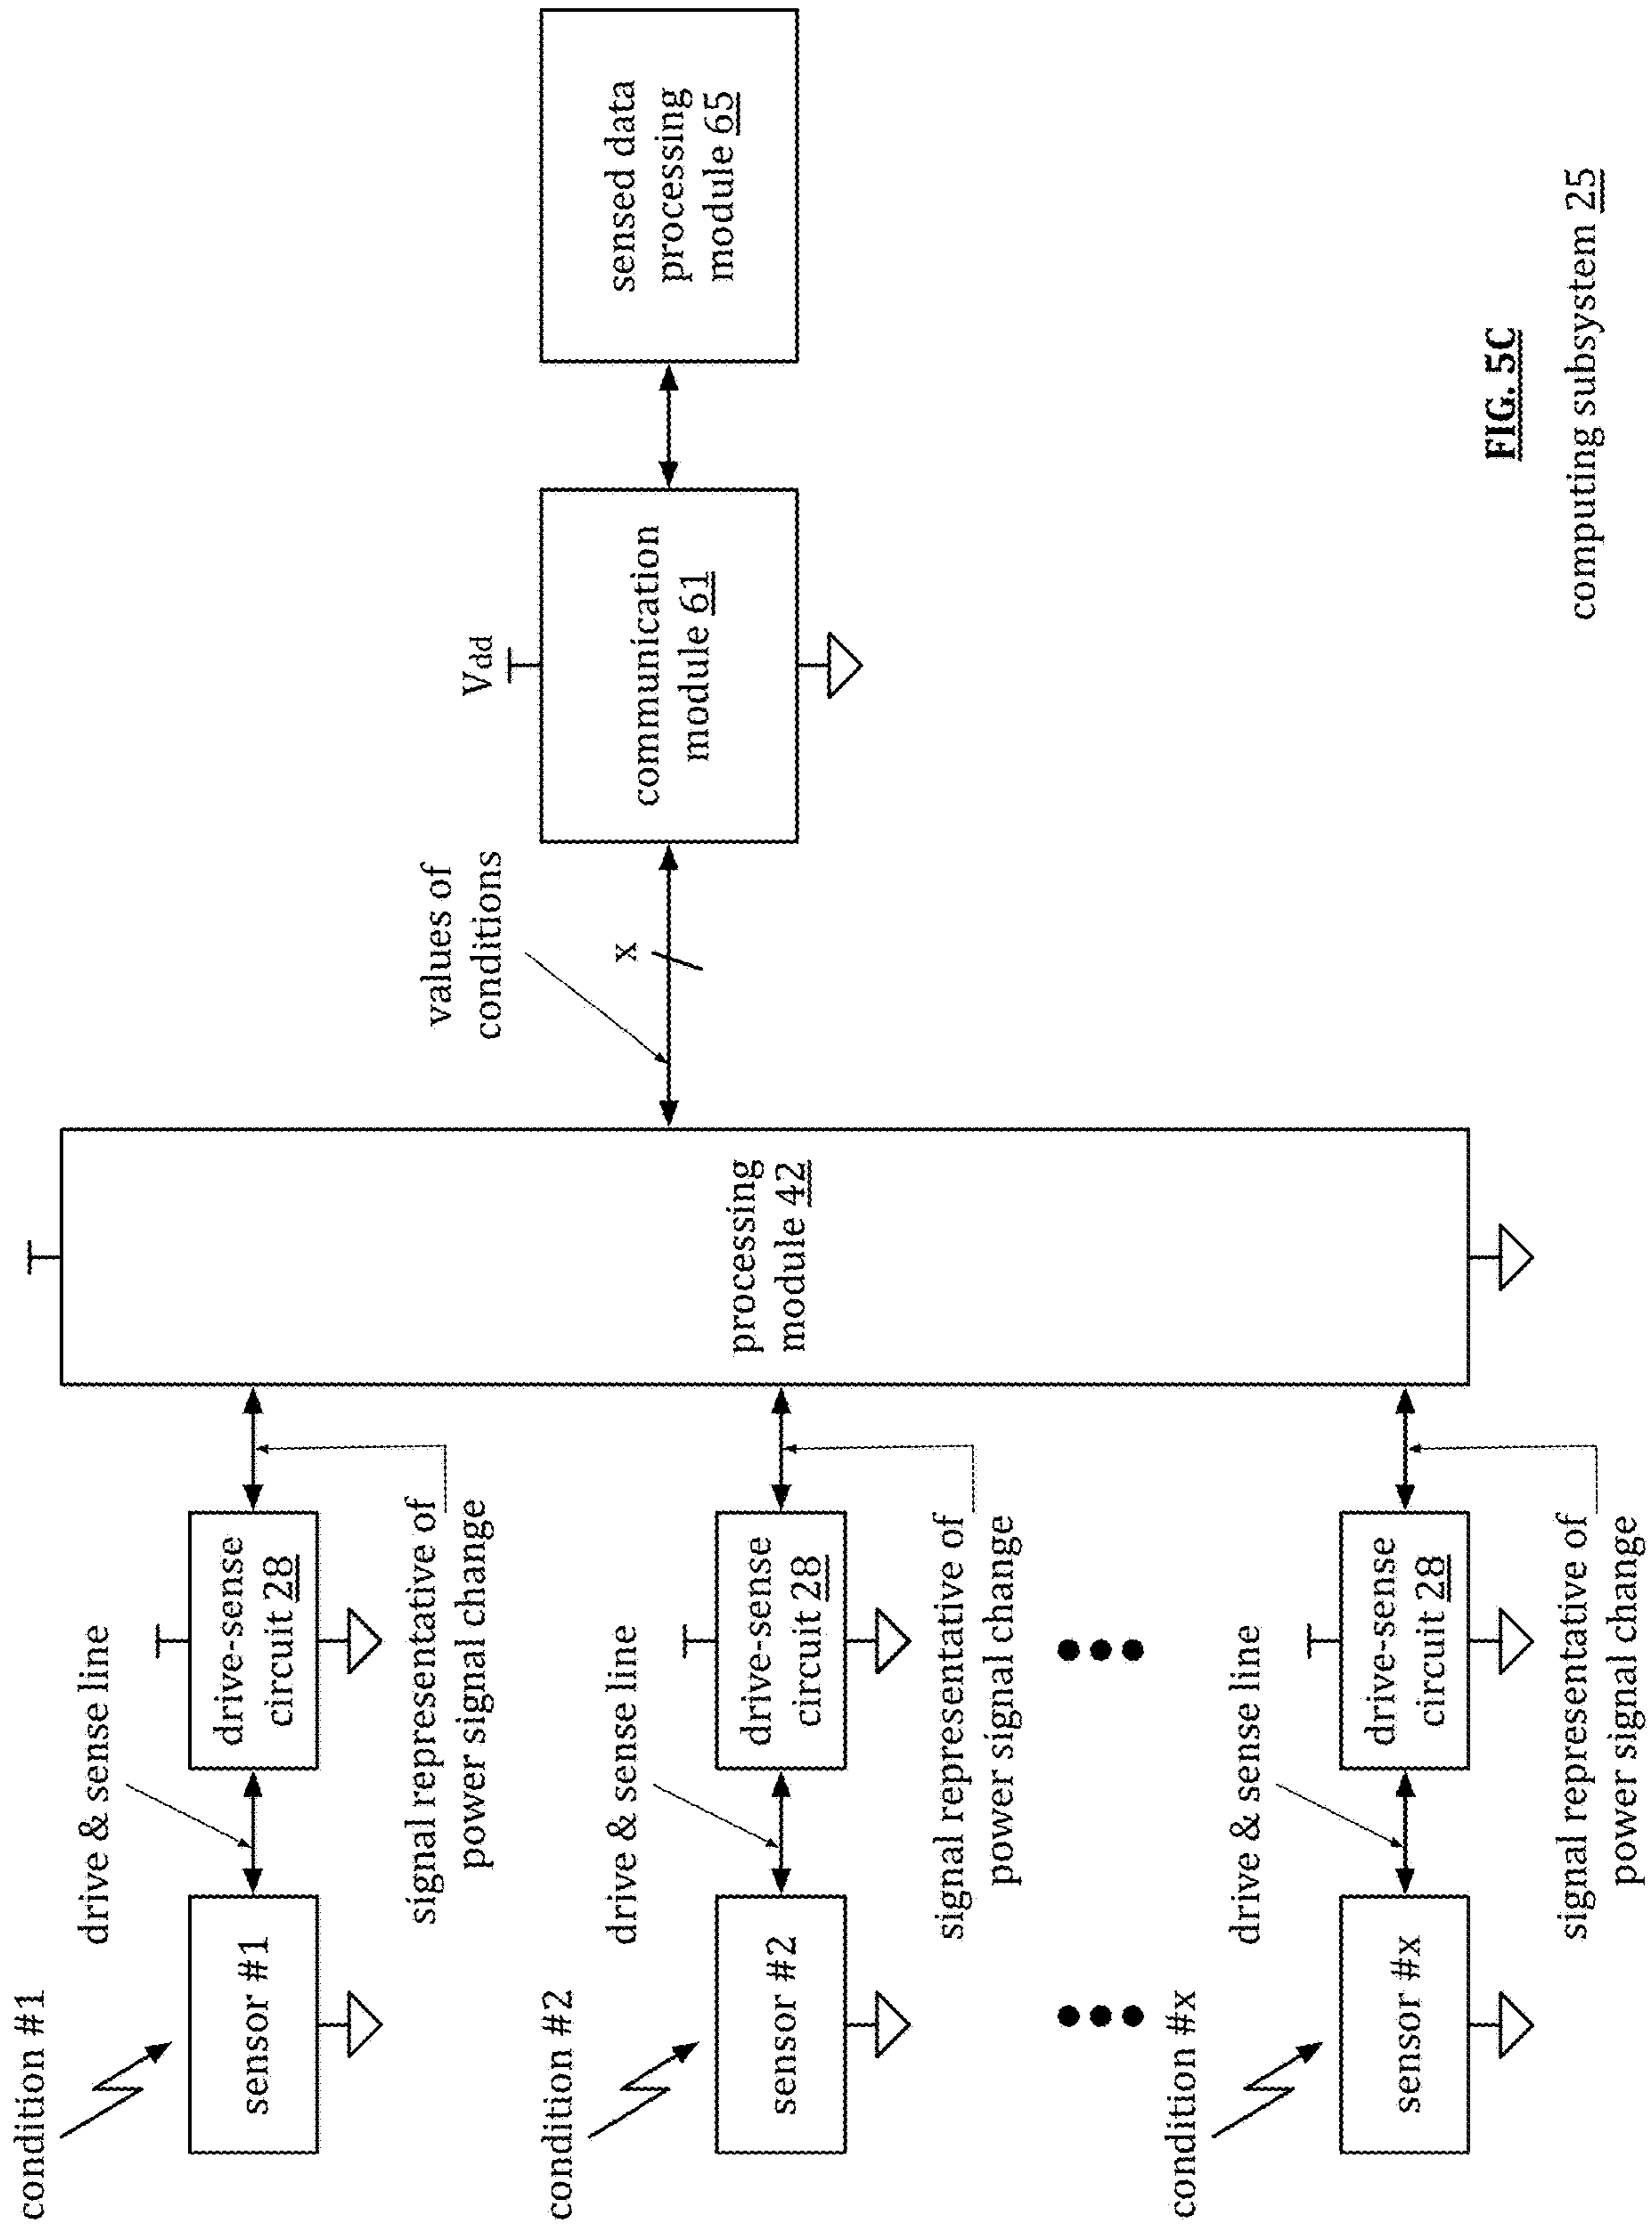 condition #1
drive & sense line
sensor #1
drive-sense
circuit 28
signal representative of
power signal change
condition #2
drive & sense line
sensor #2
drive-sense
circuit 28
signal representative of
power signal change
condition #x
drive & sense line
sensor #x
drive-sense
circuit 28
signal representative of
power signal change
processing
module 42
values of
conditions
x
Vdd
communication
module 61
sensed data
processing
module 65
FIG. 5C
computing subsystem 25